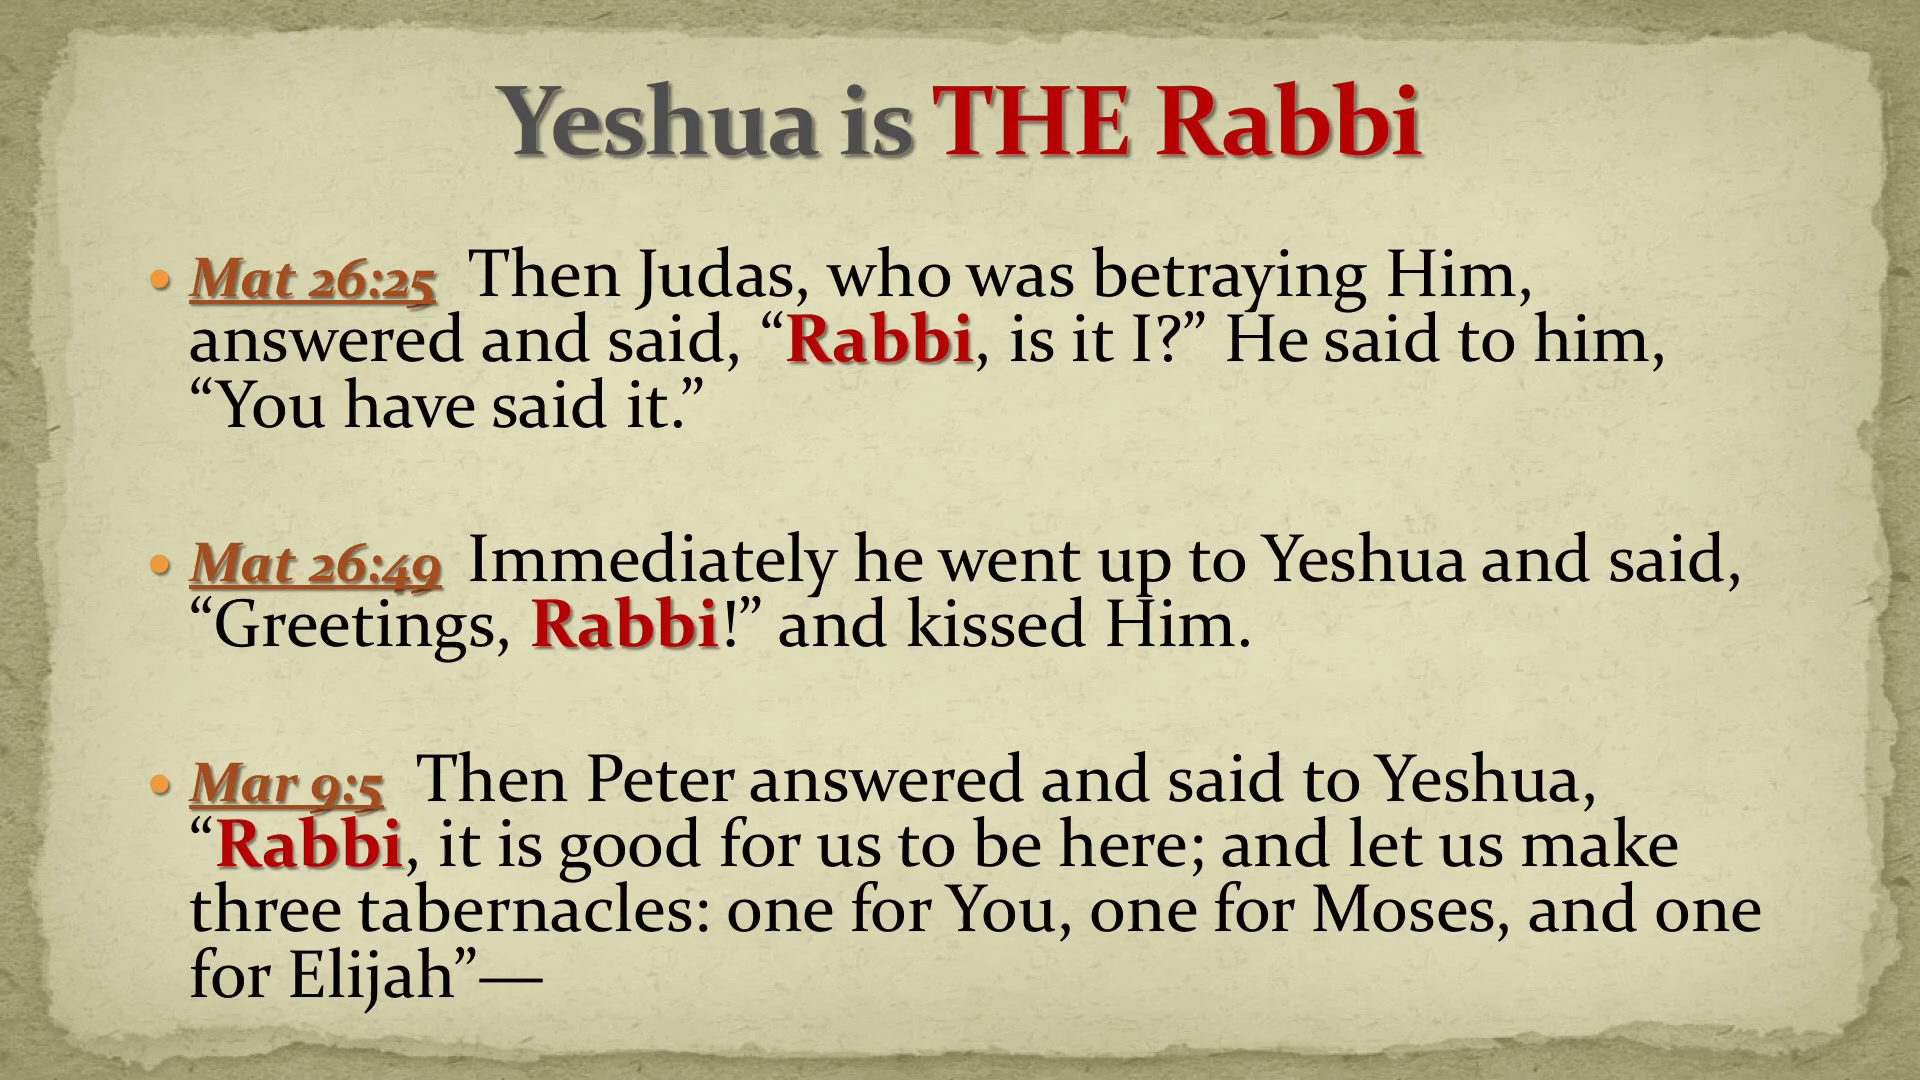 Yeshua is THE Rabbi
• Mat 26:25 Then Judas, who was betraying Him,
answered and said, “Rabbi, is it I?” He said to him,
“You have said it.”
• Mat 26:49 Immediately he went up to Yeshua and said,
“Greetings, Rabbi!” and kissed Him.
• Mar 9:5 Then Peter answered and said to Yeshua,
“Rabbi, it is good for us to be here; and let us make
three tabernacles: one for You, one for Moses, and one
for Elijah”—